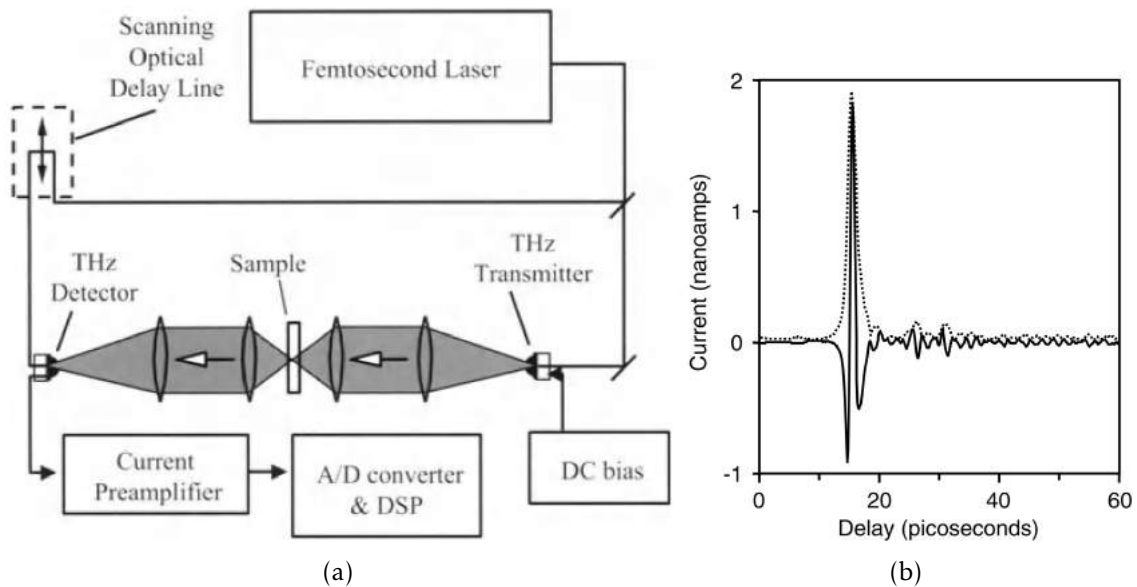 Scanning
Optical
Delay Line
Femtosecond Laser
THz
Detector
Sample
THz
Transmitter
Current
Preamplifier
A/D converter
& DSP
DC bias
(a)
2
1
0
-1
Current (nanoamps)
0
20
40
60
Delay (picoseconds)
(b)